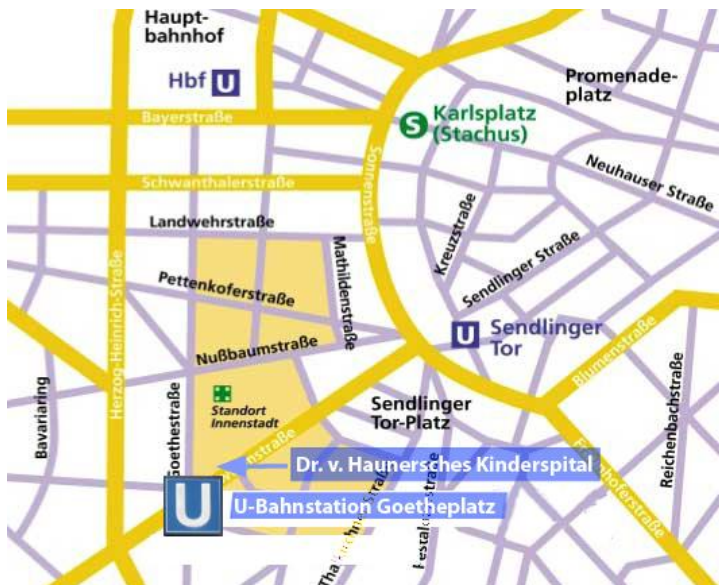 Haupt-
bahnhof
Hbf U
Promenade-
platz
S Karlsplatz
(Stachus)
Bayerstraße
Sonnenstraße
Neuhauser Straße
Schwanthalerstraße
Landwehrstraße
Mathildenstraße
Kreuzstraße
Sendlinger Straße
Pettenkoferstraße
Herzog-Heinrich-Straße
U Sendlinger
Tor
Nußbaumstraße
Blumenstraße
Reichenbachstraße
Bavariaring
Goethestraße
Standort
Innenstadt
Sendlinger
Tor-Platz
Dr. v. Haunersches Kinderspital
U
U-Bahnstation Goetheplatz